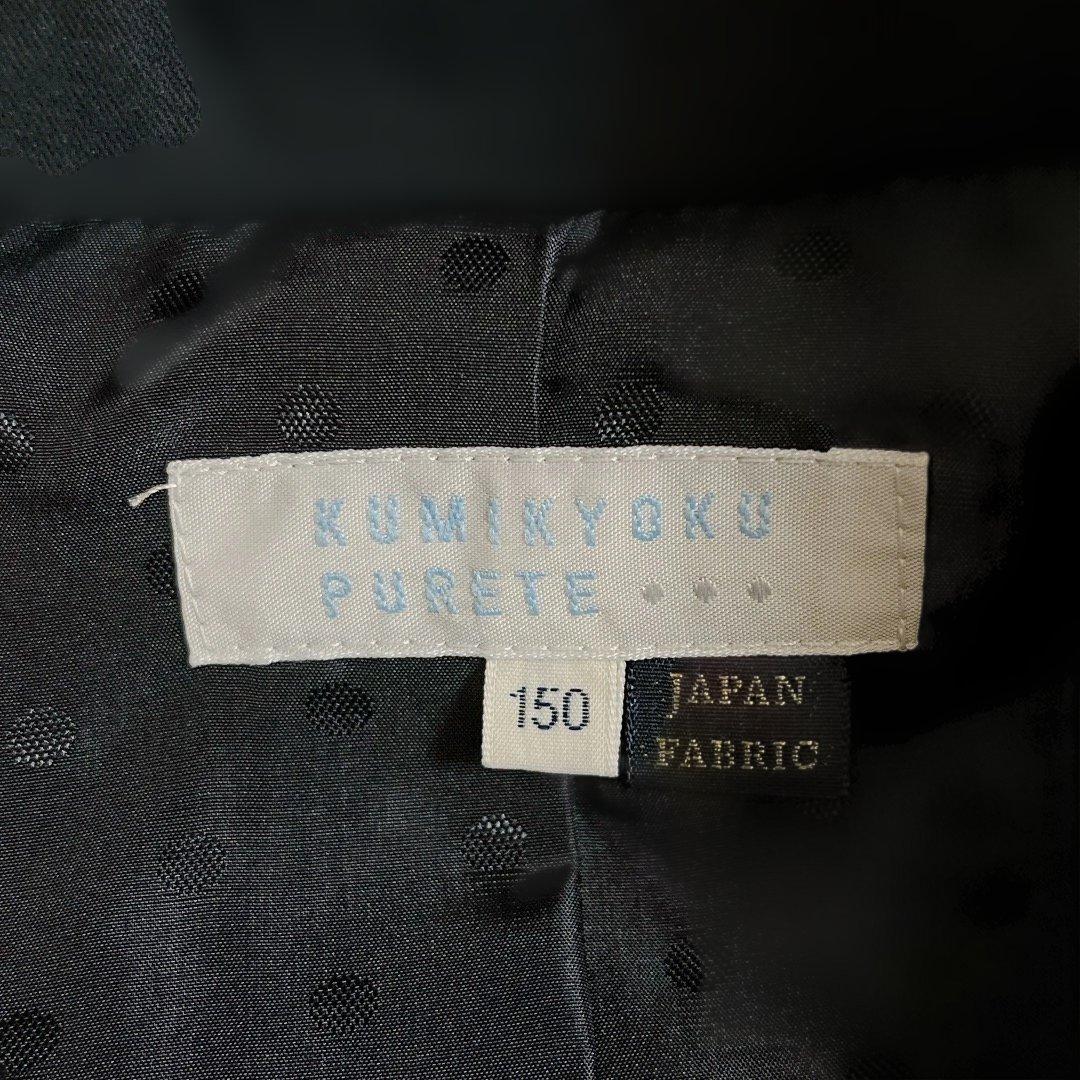 KUMIKYOKU
PURETE •••
150
JAPAN
FABRIC